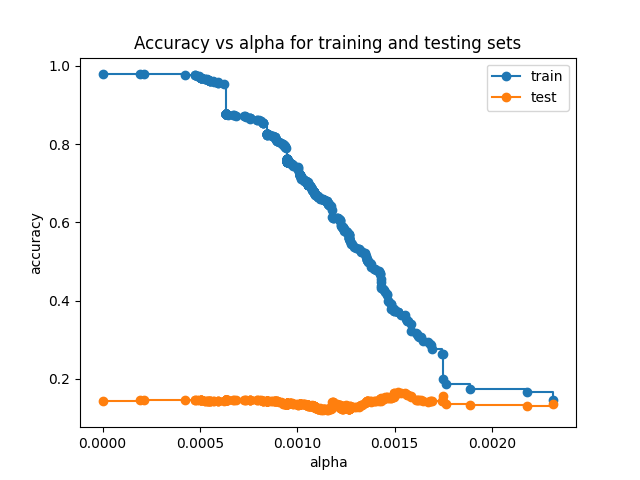 Accuracy vs alpha for training and testing sets
train
test
accuracy
1.0
0.8
0.6
0.4
0.2
0.0000
0.0005
0.0010
0.0015
0.0020
alpha